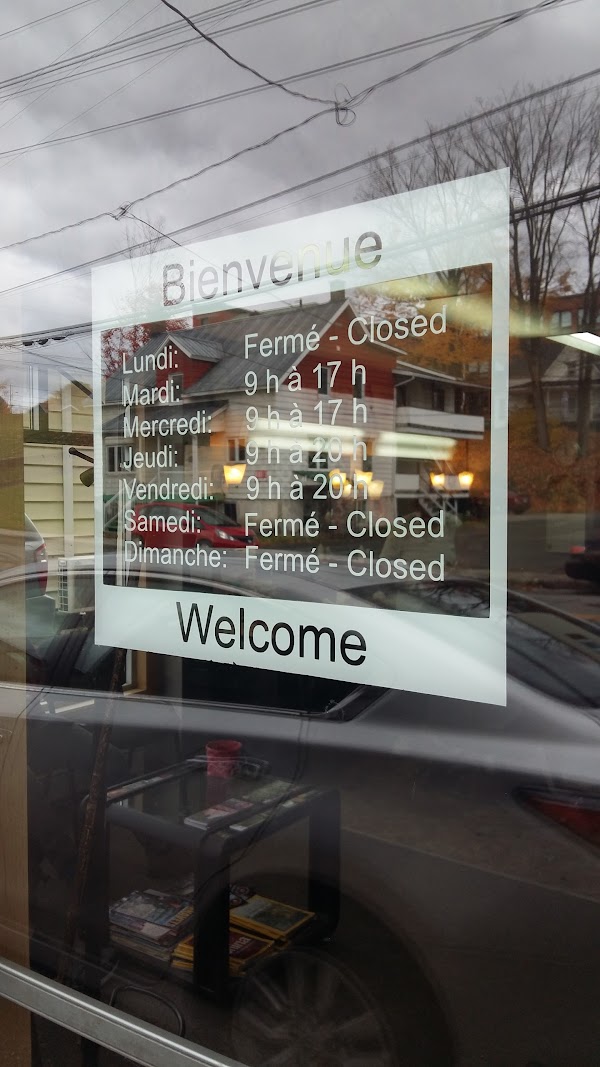 Bienvenue
Lundi: Fermé - Closed
Mardi: 9 h à 17 h
Mercredi: 9 h à 17 h
Jeudi: 9 h à 20 h
Vendredi: 9 h à 20 h
Samedi: Fermé - Closed
Dimanche: Fermé - Closed
Welcome